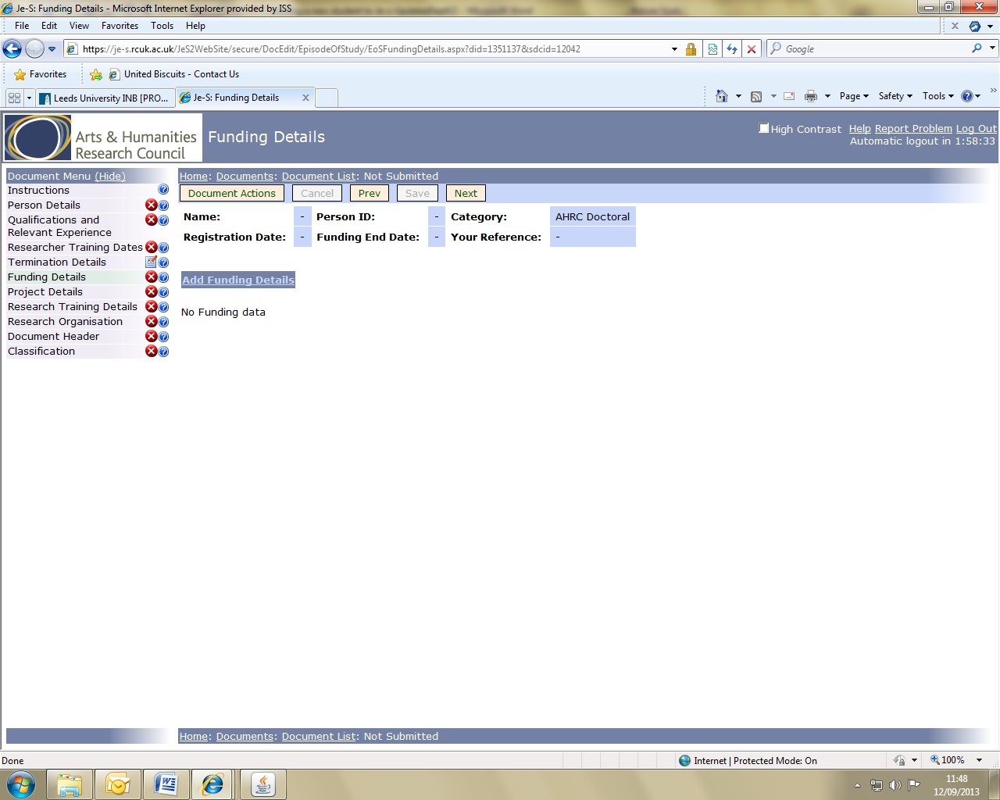 Je-S: Funding Details - Microsoft Internet Explorer provided by ISS
File Edit View Favorites Tools Help
https://je-s.rcuk.ac.uk/JeS2WebSite/secure/DocEdit/EpisodeOfStudy/EoSFundingDetails.aspx?did=1351137&sdcid=12042
Google
Favorites United Biscuits - Contact Us
Leeds University INB [PRO... Je-S: Funding Details x Page Safety Tools
Arts & Humanities
Research Council
Funding Details
High Contrast Help Report Problem Log Out
Automatic logout in 1:58:33
Document Menu (Hide)
Instructions
Person Details
Qualifications and
Relevant Experience
Researcher Training Dates
Termination Details
Funding Details
Project Details
Research Training Details
Research Organisation
Document Header
Classification
Home: Documents: Document List: Not Submitted
Document Actions Cancel Prev Save Next
Name: - Person ID: - Category: AHRC Doctoral
Registration Date: - Funding End Date: - Your Reference: -
Add Funding Details
No Funding data
Home: Documents: Document List: Not Submitted
Done Internet | Protected Mode: On 100%
11:48
12/09/2013